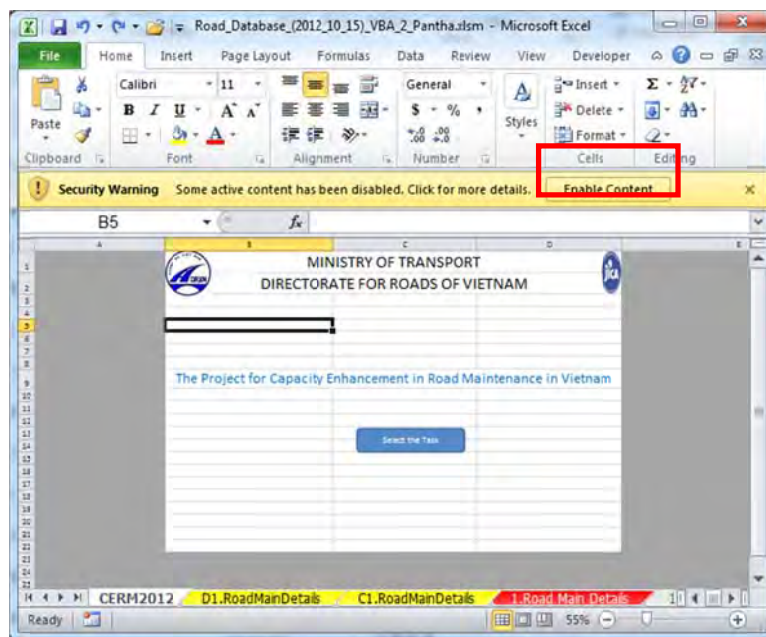 Road_Database_(2012_10_15)_VBA_2_Pantha.xlsm - Microsoft Excel
File Home Insert Page Layout Formulas Data Review View Developer
Calibri 11 General Insert
Paste B I U A A $ % , Styles Delete
Format
Clipboard Font Alignment Number Cells Editing
Security Warning Some active content has been disabled. Click for more details. Enable Content
B5 fx
A B C D E
MINISTRY OF TRANSPORT
DIRECTORATE FOR ROADS OF VIETNAM
jica
The Project for Capacity Enhancement in Road Maintenance in Vietnam
Select the Task
CERM2012 D1.RoadMainDetails C1.RoadMainDetails 1.Road Main Details
Ready 55%